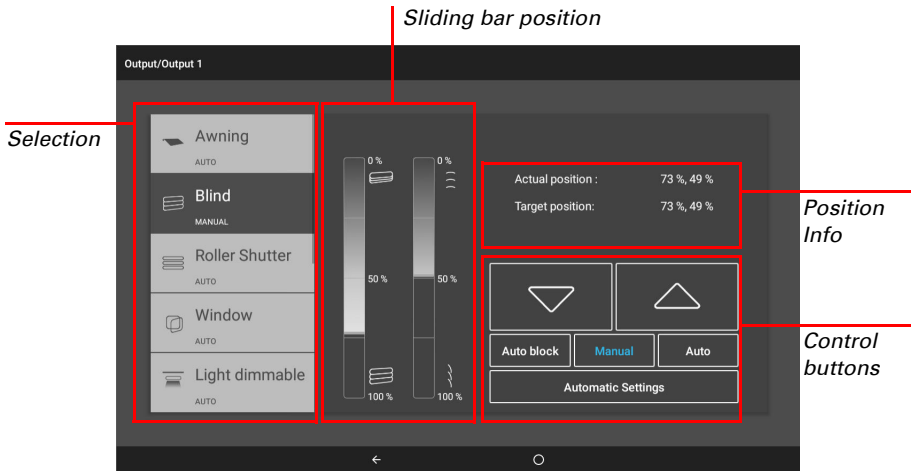 Sliding bar position
Output/Output 1
Selection
Awning
AUTO
Blind
MANUAL
Roller Shutter
AUTO
Window
AUTO
Light dimmable
AUTO
0 %
50 %
100 %
0 %
50 %
100 %
Actual position : 73 %, 49 %
Target position: 73 %, 49 %
Position
Info
Auto block Manual Auto
Automatic Settings
Control
buttons